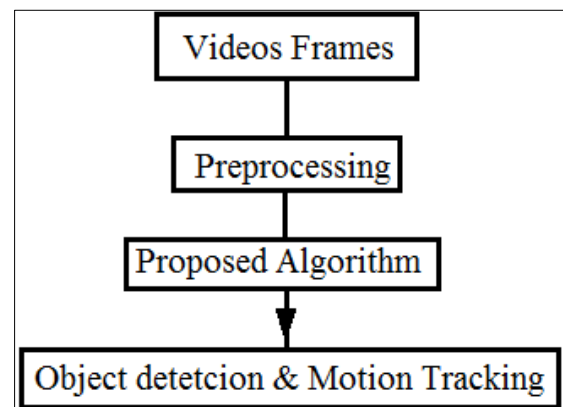 Videos Frames
Preprocessing
Proposed Algorithm
Object detetcion & Motion Tracking